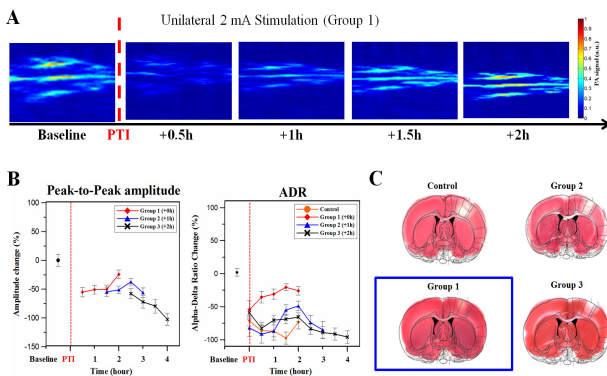 A
Unilateral 2 mA Stimulation (Group 1)
1
0.9
0.8
0.7
0.6
0.5
0.4
0.3
0.2
0.1
0
PA signal (a.u.)
Baseline PTI +0.5h +1h +1.5h +2h
B
Peak-to-Peak amplitude
Amplitude change (%)
100
50
0
-50
-100
-150
Group 1 (+0h)
Group 2 (+1h)
Group 3 (+2h)
Baseline PTI 1 2 3 4
Time (hour)
ADR
Alpha-Delta Ratio Change (%)
100
50
0
-50
-100
Control
Group 1 (+0h)
Group 2 (+1h)
Group 3 (+2h)
Baseline PTI 1 2 3 4
Time (hour)
C
Control Group 2
Group 1 Group 3